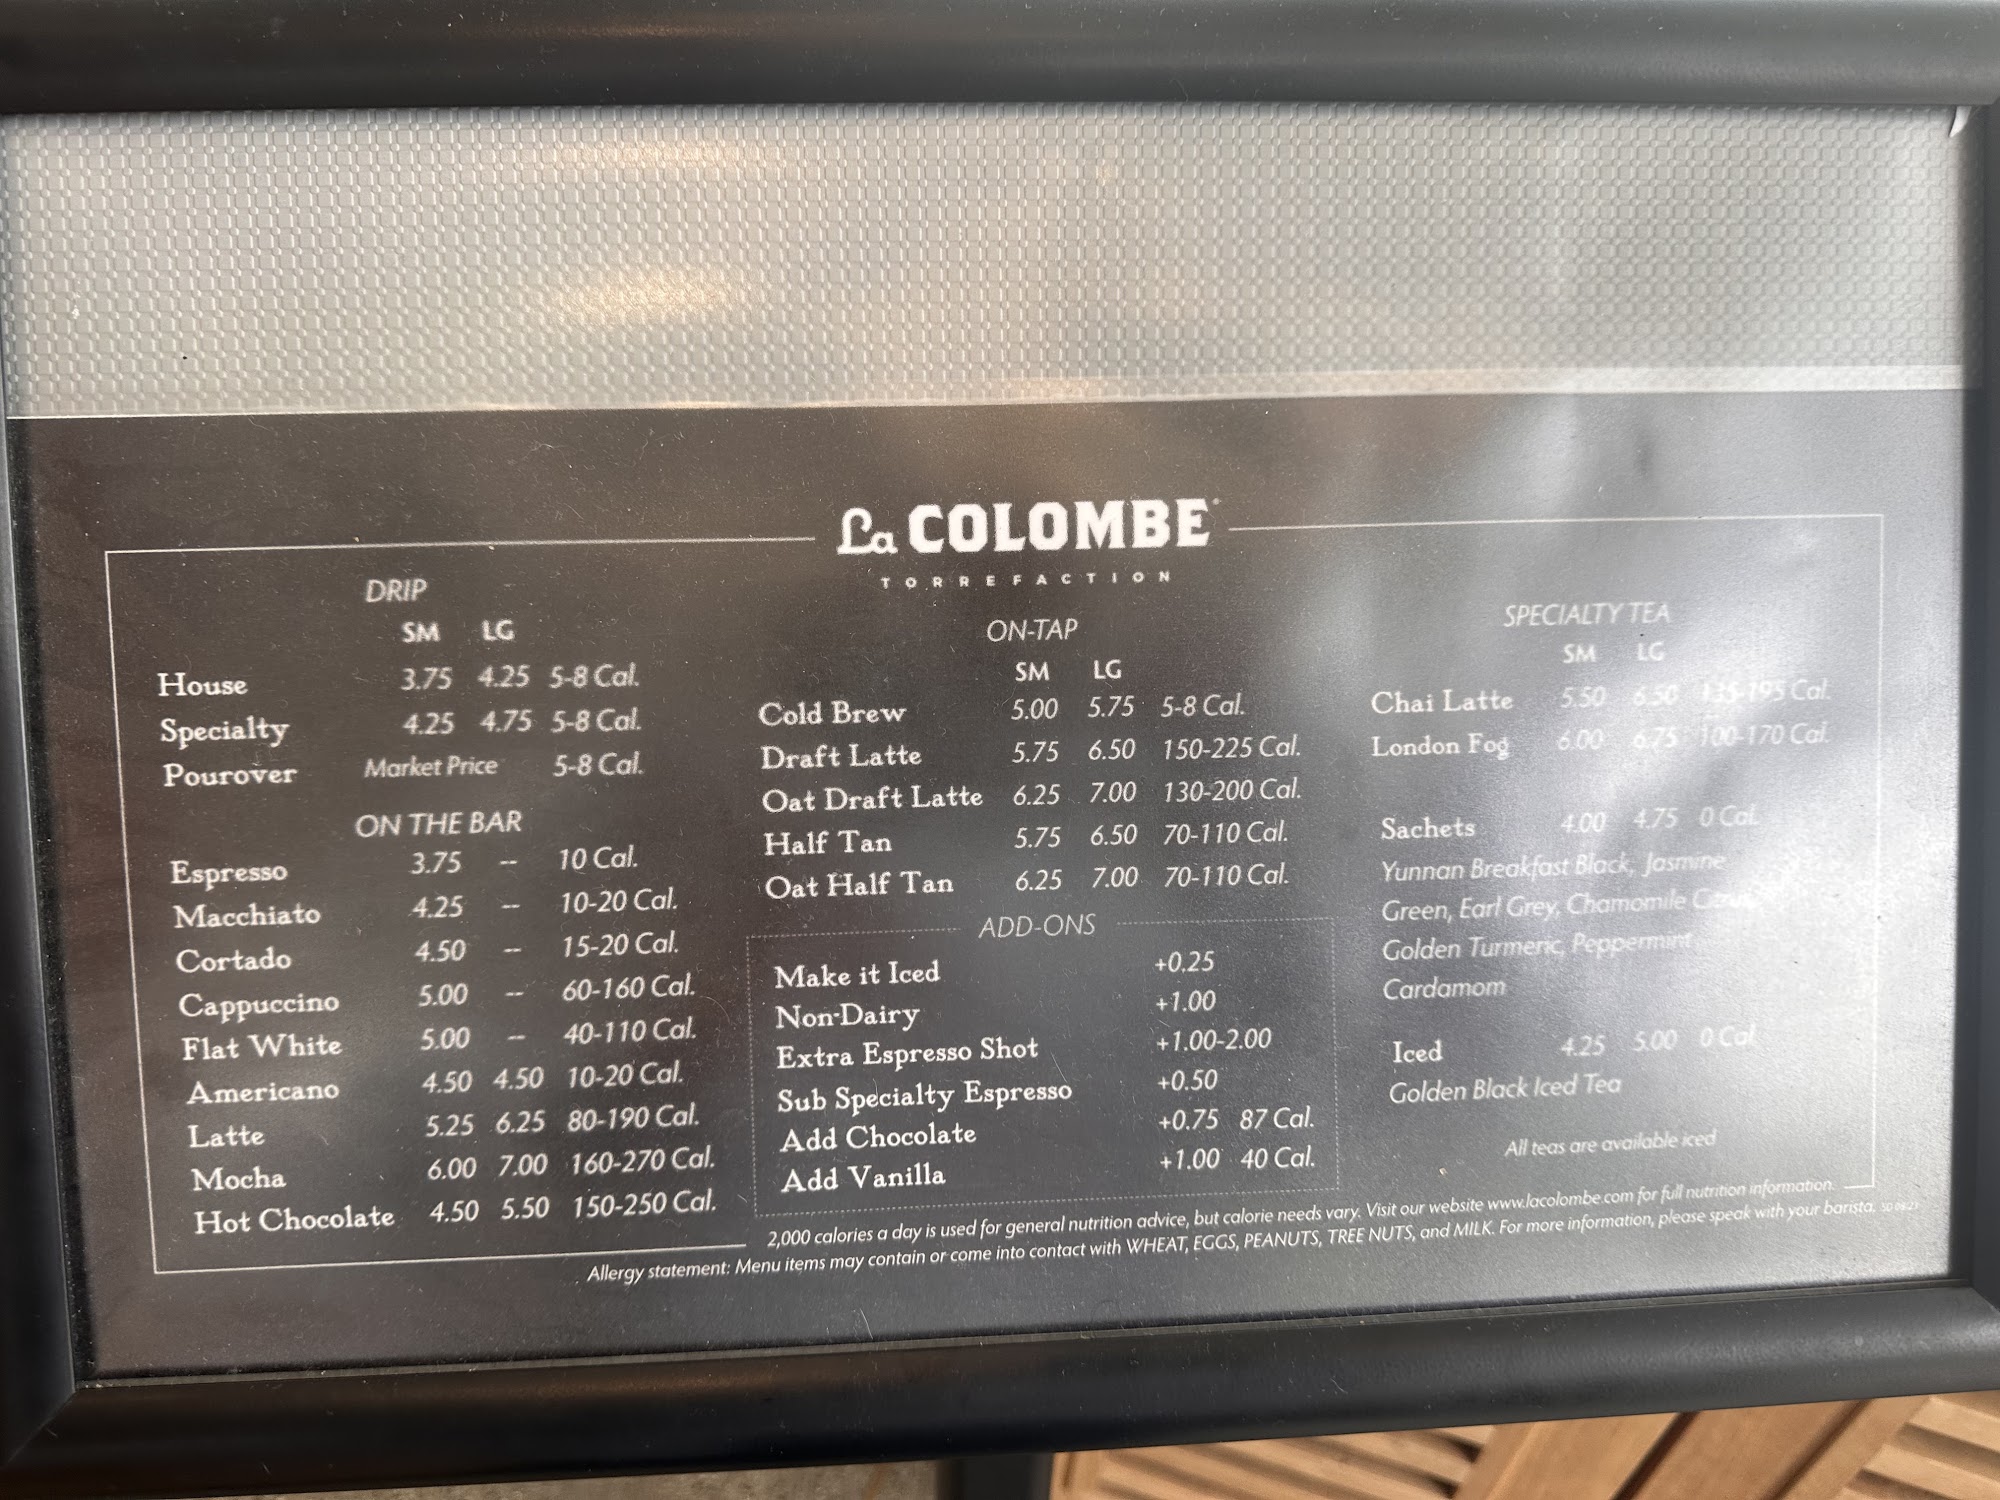 La COLOMBE
TORREFACTION
DRIP
SM LG
House 3.75 4.25 5-8 Cal.
Specialty 4.25 4.75 5-8 Cal.
Pourover Market Price 5-8 Cal.
ON THE BAR
Espresso 3.75 -- 10 Cal.
Macchiato 4.25 -- 10-20 Cal.
Cortado 4.50 -- 15-20 Cal.
Cappuccino 5.00 -- 60-160 Cal.
Flat White 5.00 -- 40-110 Cal.
Americano 4.50 4.50 10-20 Cal.
Latte 5.25 6.25 80-190 Cal.
Mocha 6.00 7.00 160-270 Cal.
Hot Chocolate 4.50 5.50 150-250 Cal.
ON-TAP
SM LG
Cold Brew 5.00 5.75 5-8 Cal.
Draft Latte 5.75 6.50 150-225 Cal.
Oat Draft Latte 6.25 7.00 130-200 Cal.
Half Tan 5.75 6.50 70-110 Cal.
Oat Half Tan 6.25 7.00 70-110 Cal.
ADD-ONS
Make it Iced +0.25
Non-Dairy +1.00
Extra Espresso Shot +1.00-2.00
Sub Specialty Espresso +0.50
Add Chocolate +0.75 87 Cal.
Add Vanilla +1.00 40 Cal.
SPECIALTY TEA
SM LG
Chai Latte 5.50 6.50 135-195 Cal.
London Fog 6.00 6.75 100-170 Cal.
Sachets 4.00 4.75 0 Cal.
Yunnan Breakfast Black, Jasmine
Green, Earl Grey, Chamomile
Golden Turmeric, Peppermint
Cardamom
Iced 4.25 5.00 0 Cal
Golden Black Iced Tea
All teas are available iced
2,000 calories a day is used for general nutrition advice, but calorie needs vary. Visit our website www.lacolombe.com for full nutrition information.
Allergy statement: Menu items may contain or come into contact with WHEAT, EGGS, PEANUTS, TREE NUTS, and MILK. For more information, please speak with your barista.